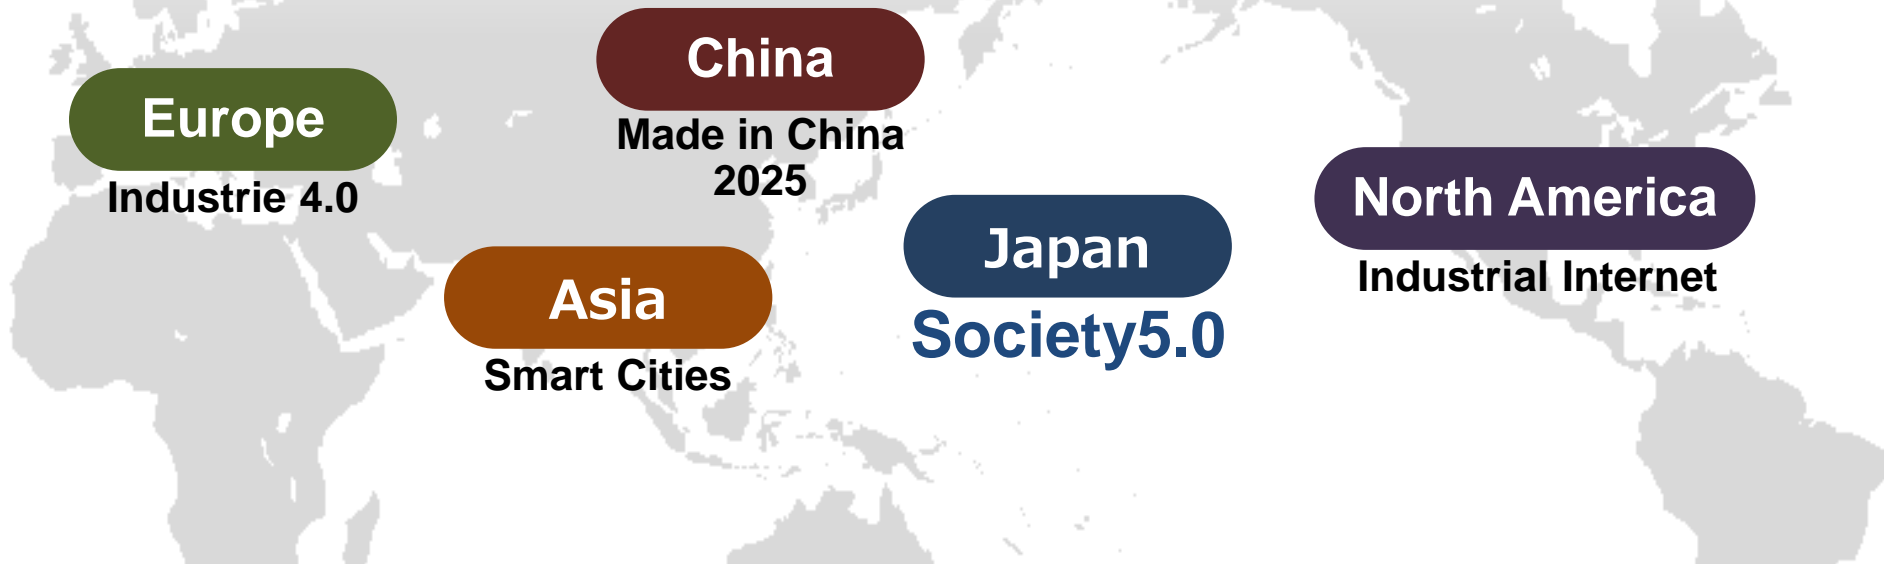 China
Made in China
2025
Europe
Industrie 4.0
North America
Industrial Internet
Japan
Society5.0
Asia
Smart Cities